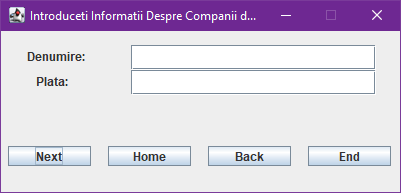 Introduceti Informatii Despre Companii d...
Denumire:
Plata:
Next Home Back End